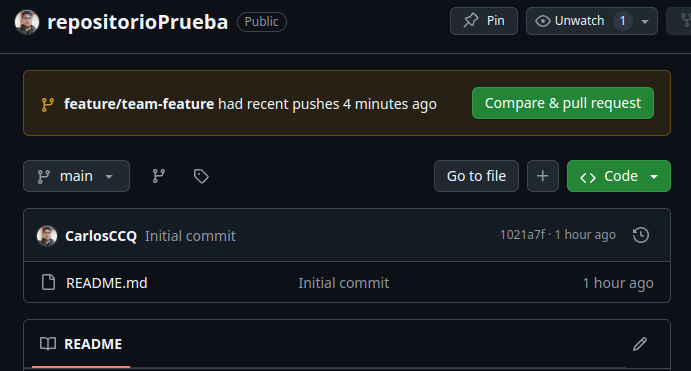 repositorioPrueba Public Pin Unwatch 1
feature/team-feature had recent pushes 4 minutes ago Compare & pull request
main Go to file Code
CarlosCCQ Initial commit 1021a7f · 1 hour ago
README.md Initial commit 1 hour ago
README